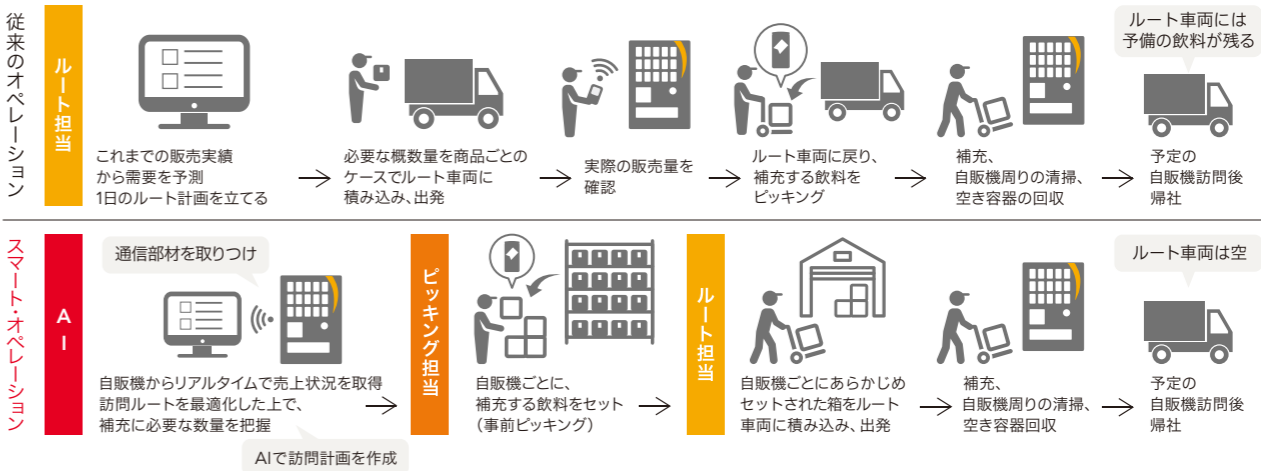 従来のオペレーション
ルート担当
これまでの販売実績
から需要を予測
1日のルート計画を立てる
必要な概数量を商品ごとの
ケースでルート車両に
積み込み、出発
実際の販売量を
確認
ルート車両に戻り、
補充する飲料を
ピッキング
補充、
自販機周りの清掃、
空き容器の回収
ルート車両には
予備の飲料が残る
予定の
自販機訪問後
帰社
スマート・オペレーション
AI
通信部材を取りつけ
自販機からリアルタイムで売上状況を取得
訪問ルートを最適化した上で、
補充に必要な数量を把握
AIで訪問計画を作成
ピッキング担当
自販機ごとに、
補充する飲料をセット
（事前ピッキング）
ルート担当
自販機ごとにあらかじめ
セットされた箱をルート
車両に積み込み、出発
補充、
自販機周りの清掃、
空き容器回収
ルート車両は空
予定の
自販機訪問後
帰社